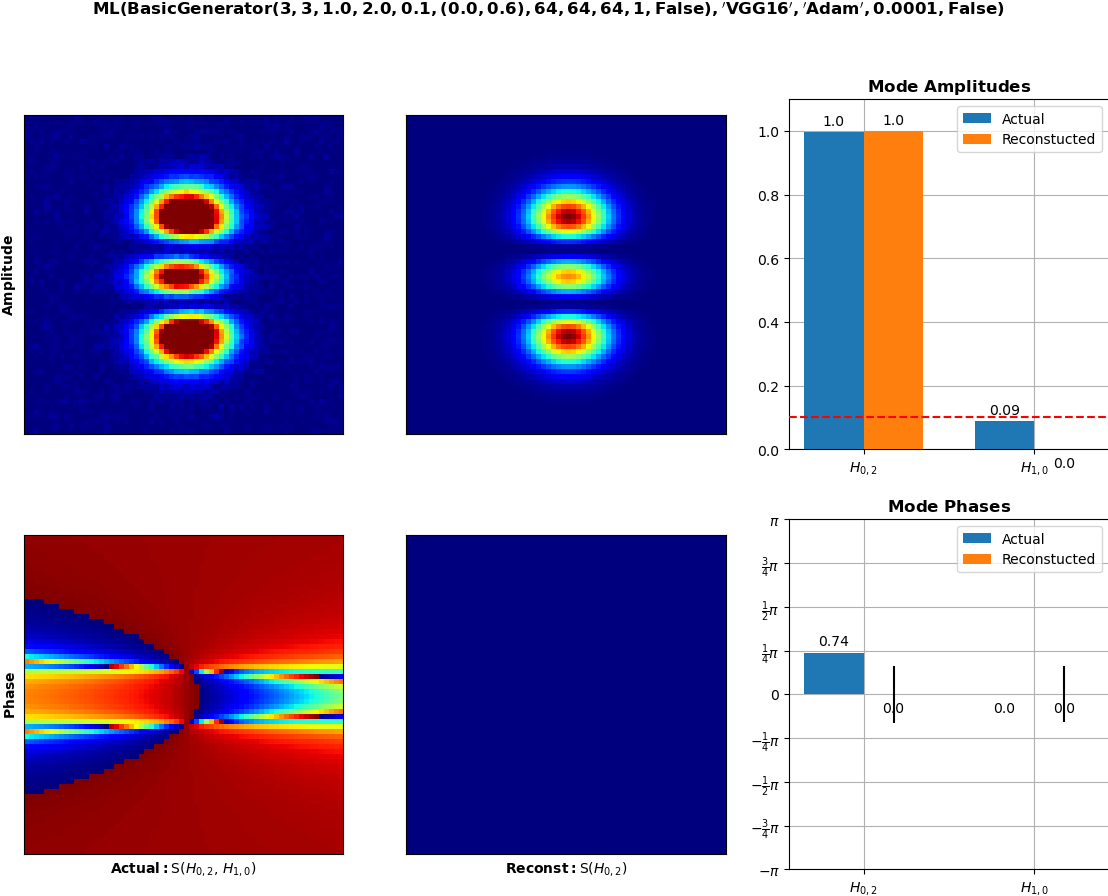 ML(BasicGenerator(3, 3, 1.0, 2.0, 0.1, (0.0, 0.6), 64, 64, 64, 1, False), ′VGG16′, ′Adam′, 0.0001, False)
Amplitude
Mode Amplitudes
Actual
Reconstucted
1.0
0.8
0.6
0.4
0.2
0.0
1.0
1.0
0.09
0.0
H0,2
H1,0
Phase
Actual: S(H0,2, H1,0)
Reconst: S(H0,2)
Mode Phases
Actual
Reconstucted
π
3/4π
1/2π
1/4π
0
−1/4π
−1/2π
−3/4π
−π
0.74
0.0
0.0
0.0
H0,2
H1,0